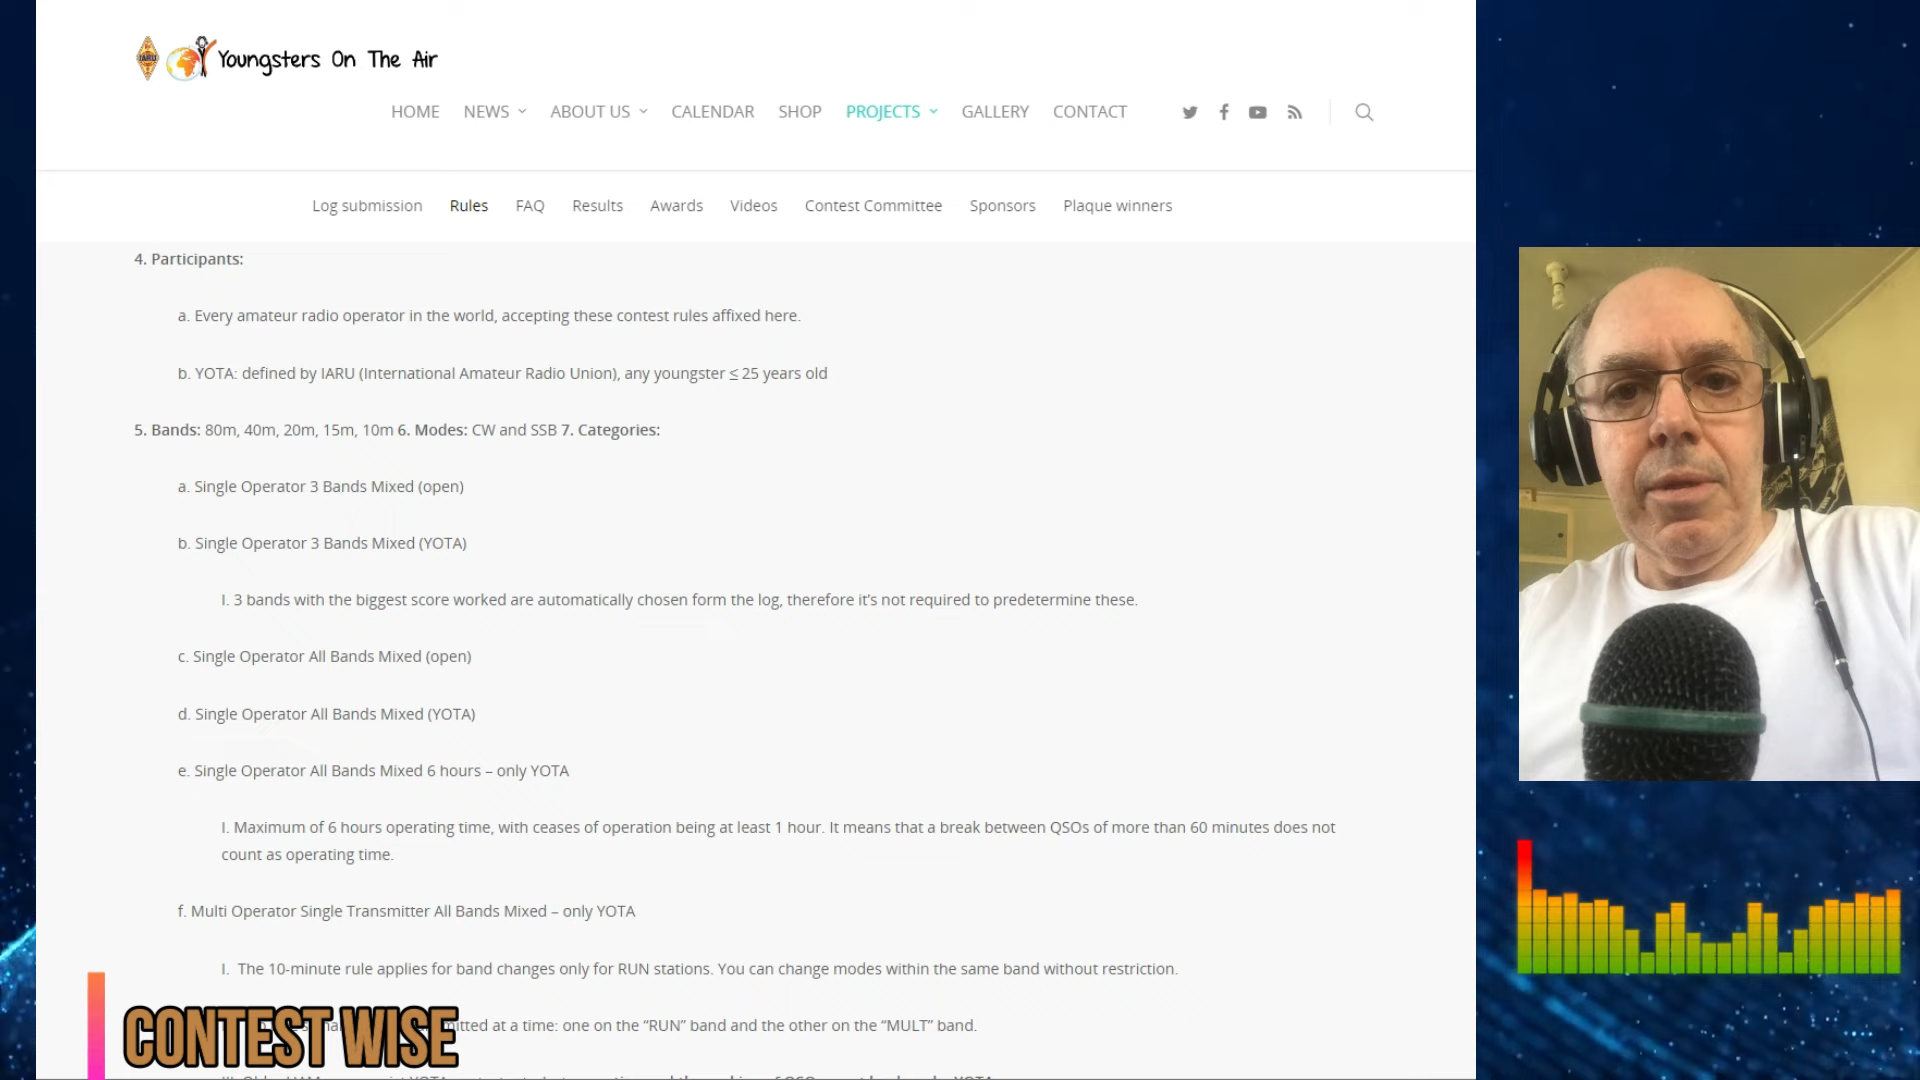 IARU
Youngsters On The Air
HOME NEWS ABOUT US CALENDAR SHOP PROJECTS GALLERY CONTACT
Log submission Rules FAQ Results Awards Videos Contest Committee Sponsors Plaque winners
4. Participants:
a. Every amateur radio operator in the world, accepting these contest rules affixed here.
b. YOTA: defined by IARU (International Amateur Radio Union), any youngster ≤ 25 years old
5. Bands: 80m, 40m, 20m, 15m, 10m 6. Modes: CW and SSB 7. Categories:
a. Single Operator 3 Bands Mixed (open)
b. Single Operator 3 Bands Mixed (YOTA)
I. 3 bands with the biggest score worked are automatically chosen form the log, therefore it's not required to predetermine these.
c. Single Operator All Bands Mixed (open)
d. Single Operator All Bands Mixed (YOTA)
e. Single Operator All Bands Mixed 6 hours – only YOTA
I. Maximum of 6 hours operating time, with ceases of operation being at least 1 hour. It means that a break between QSOs of more than 60 minutes does not
count as operating time.
f. Multi Operator Single Transmitter All Bands Mixed – only YOTA
I. The 10-minute rule applies for band changes only for RUN stations. You can change modes within the same band without restriction.
at a time: one on the “RUN” band and the other on the “MULT” band.
CONTEST WISE